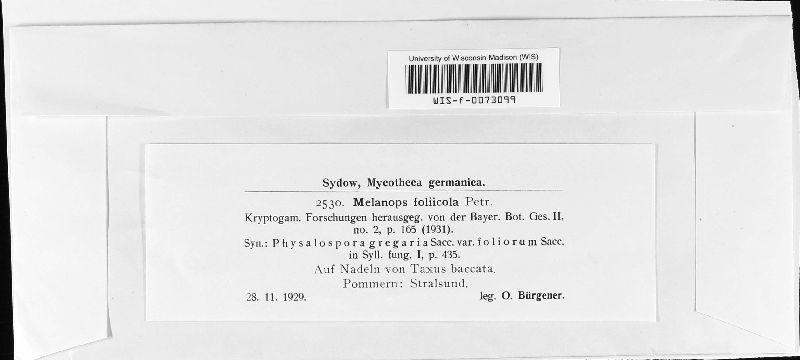 University of Wisconsin-Madison (WIS)
WIS-f-0073099
Sydow, Mycotheca germanica.
2530. Melanops foliicola Petr.
Kryptogam. Forschungen herausgeg. von der Bayer. Bot. Ges. II,
no. 2, p. 165 (1931).
Syn.: Physalospora gregaria Sacc. var. foliorum Sacc.
in Syll. fung. I, p. 435.
Auf Nadeln von Taxus baccata.
Pommern: Stralsund.
28. 11. 1929. leg. O. Bürgener.